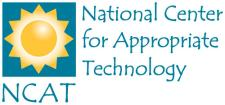 National Center
for Appropriate
Technology
NCAT